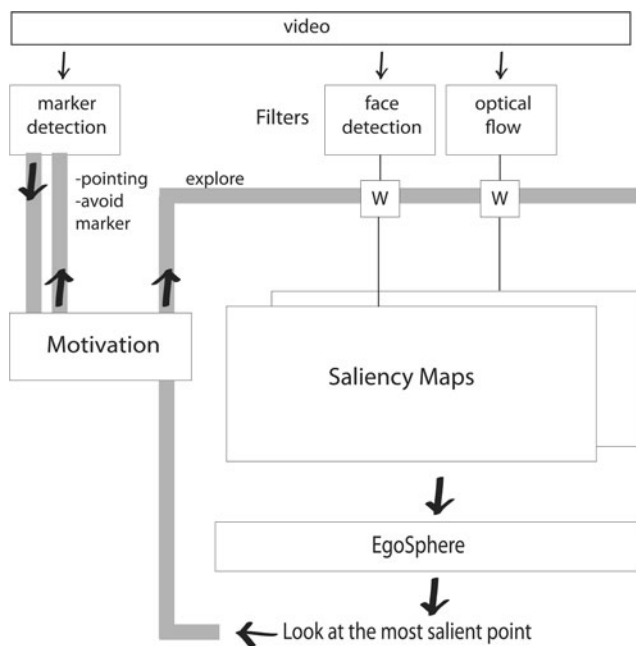 video
marker
detection
Filters
face
detection
optical
flow
-pointing
-avoid
marker
explore
W
W
Motivation
Saliency Maps
EgoSphere
Look at the most salient point